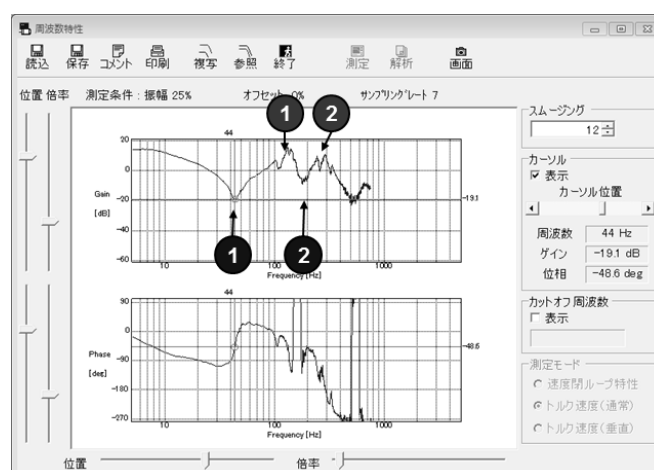 周波数特性
読込 保存 コメント 印刷 複写 参照 終了 測定 解析 画面
位置 倍率 測定条件 : 振幅 25% オフセット 0% サンプリングレート 7
1 2
44
20
0
Gain -20 -19.1
[dB]
-40
-60
10 100 1000
Frequency [Hz]
1 2
44
90
0
Phase -90 -48.6
[deg]
-180
-270
10 100 1000
Frequency [Hz]
位置 倍率
スムージング
12
カーソル
表示
カーソル位置
周波数 44 Hz
ゲイン -19.1 dB
位相 -48.6 deg
カットオフ周波数
表示
測定モード
速度閉ループ特性
トルク速度(通常)
トルク速度(垂直)